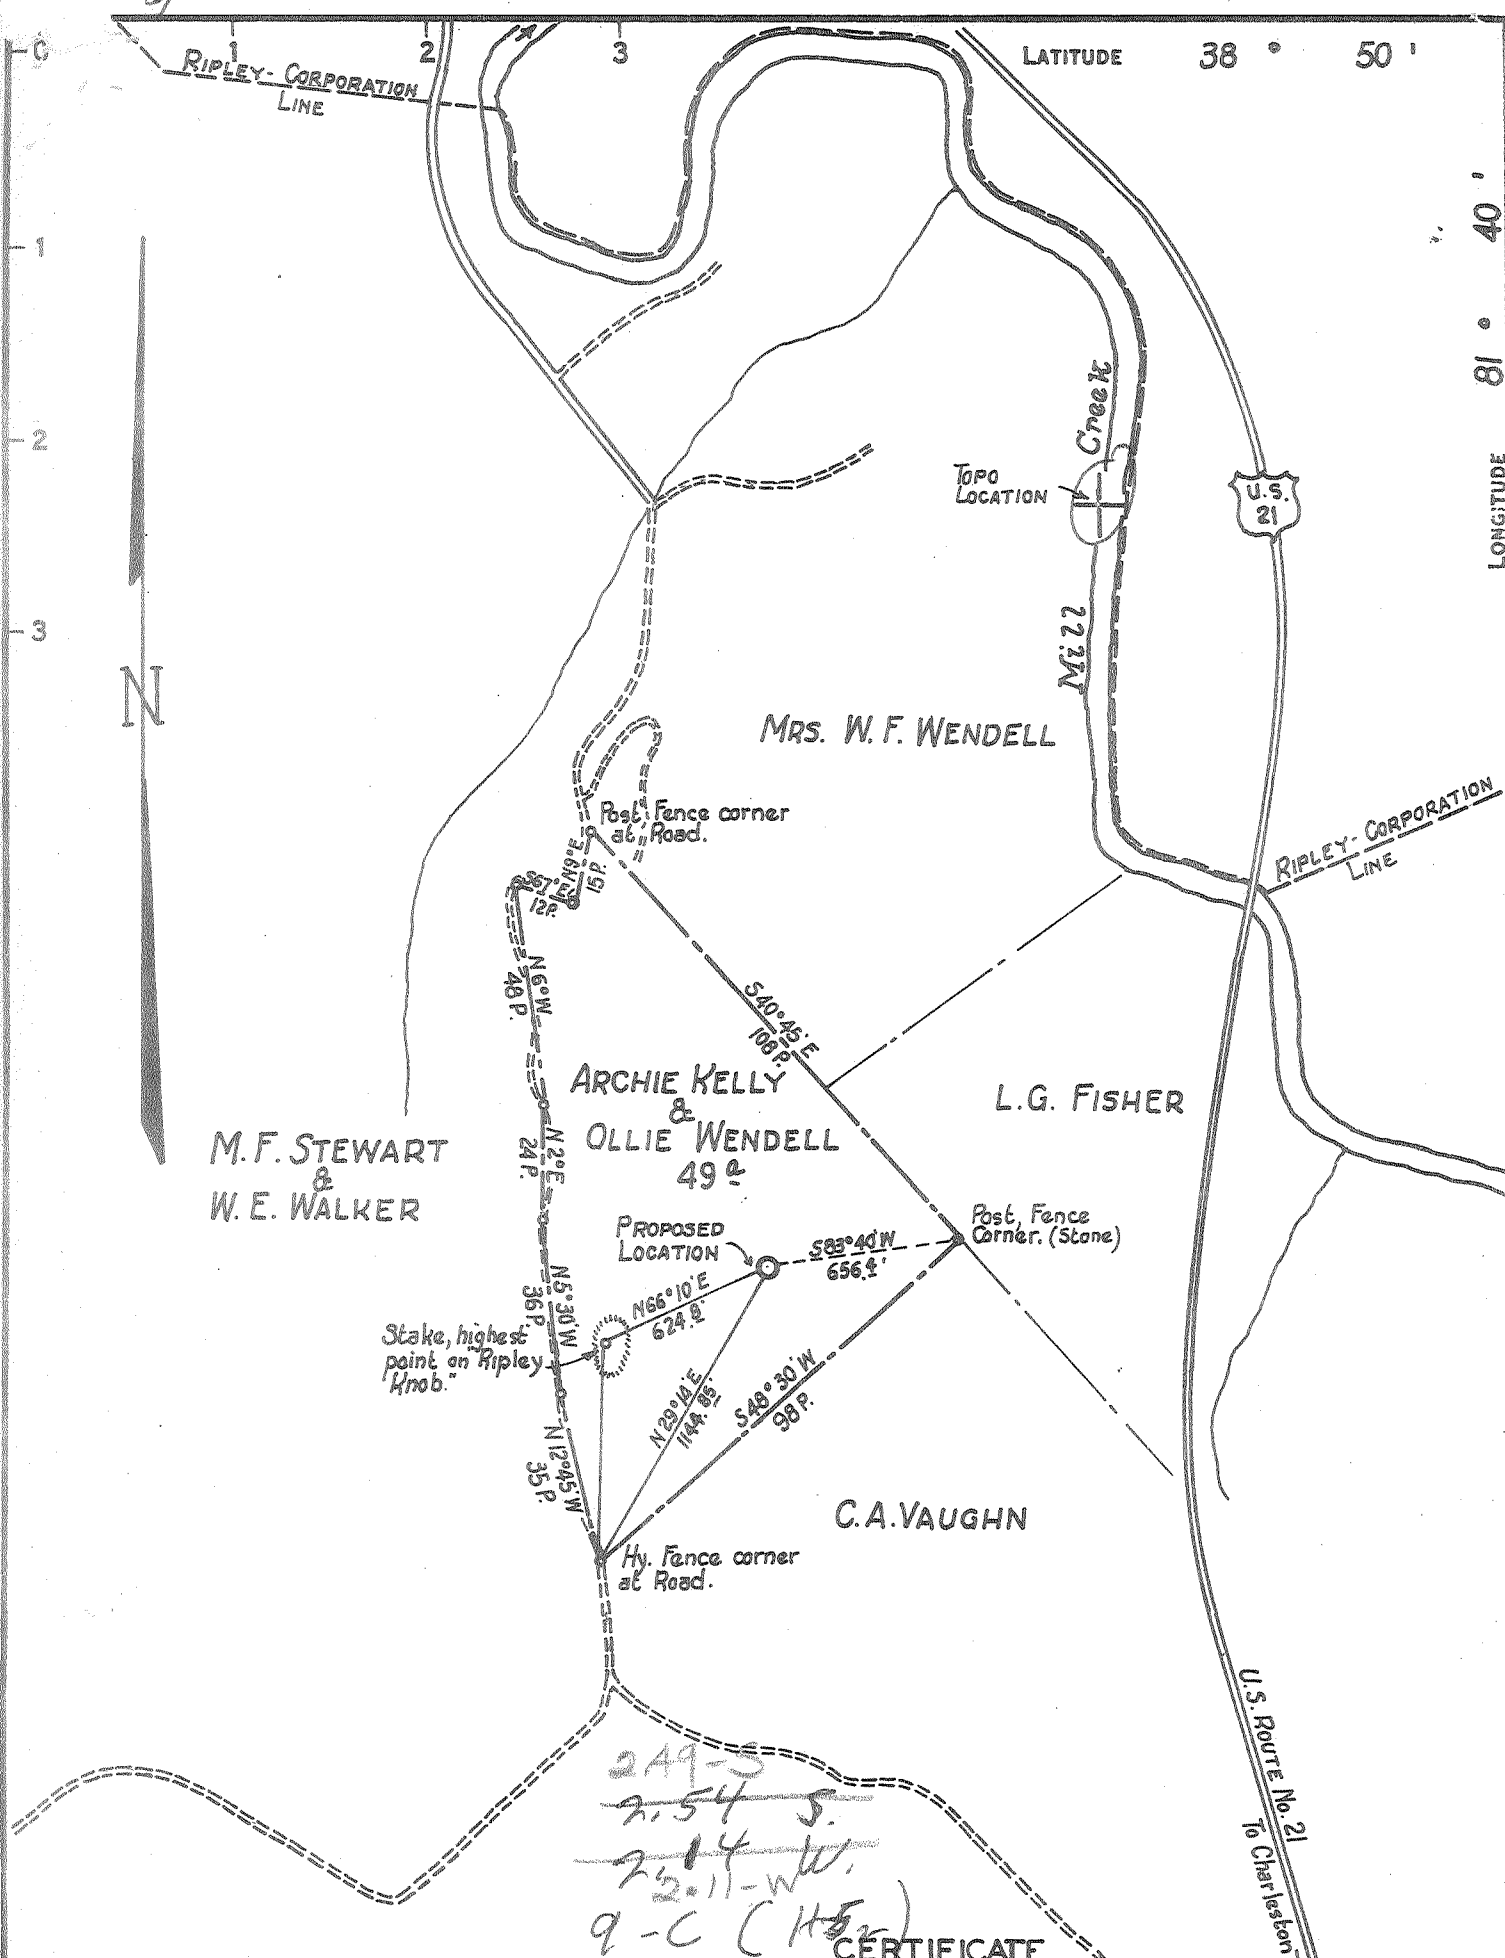 0
1
2
3
LATITUDE 38° 50'
RIPLEY-CORPORATION
LINE
40'
81°
LONGITUDE
1
2
3
N
Creek
Mill
TOPO
LOCATION
U.S.
21
MRS. W. F. WENDELL
RIPLEY-CORPORATION
LINE
Post, Fence corner
at Road.
N9°E
15P.
S67°E
12P.
N6°W
48P.
S40°45'E
108P.
ARCHIE KELLY
&
OLLIE WENDELL
49 a
L.G. FISHER
M.F. STEWART
&
W.E. WALKER
N2°E
24P.
PROPOSED
LOCATION
S83°40'W
656.4'
Post, Fence
Corner. (Stone)
N66°10'E
624.8'
N5°30'W
36P.
Stake, highest
point on "Ripley
Knob."
N29°14'E
1144.85'
S48°30'W
98P.
N12°45'W
35P.
C.A. VAUGHN
Hy. Fence corner
at Road.
U.S. ROUTE No. 21
To Charleston
2.49-S
2.54 S.
2.14 W.
2.11-W
9-C
CERTIFICATE